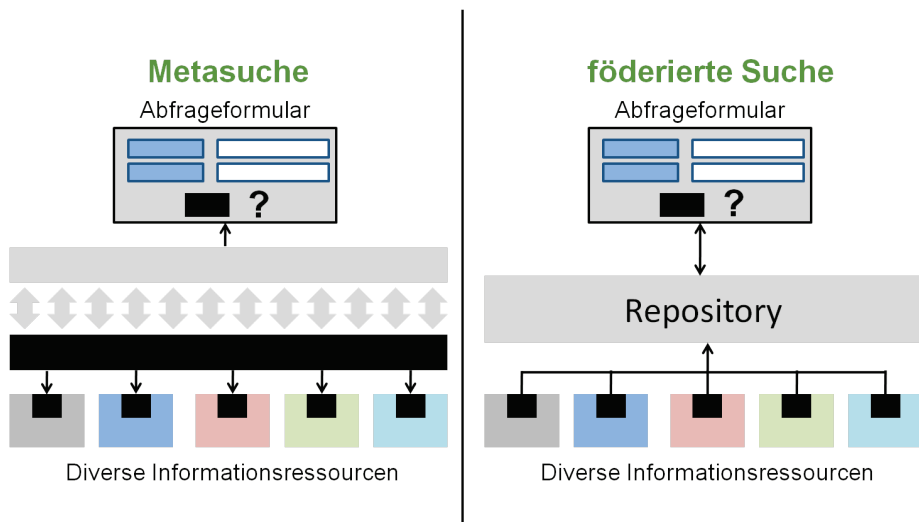 Metasuche
Abfrageformular
?
Diverse Informationsressourcen
föderierte Suche
Abfrageformular
?
Repository
Diverse Informationsressourcen